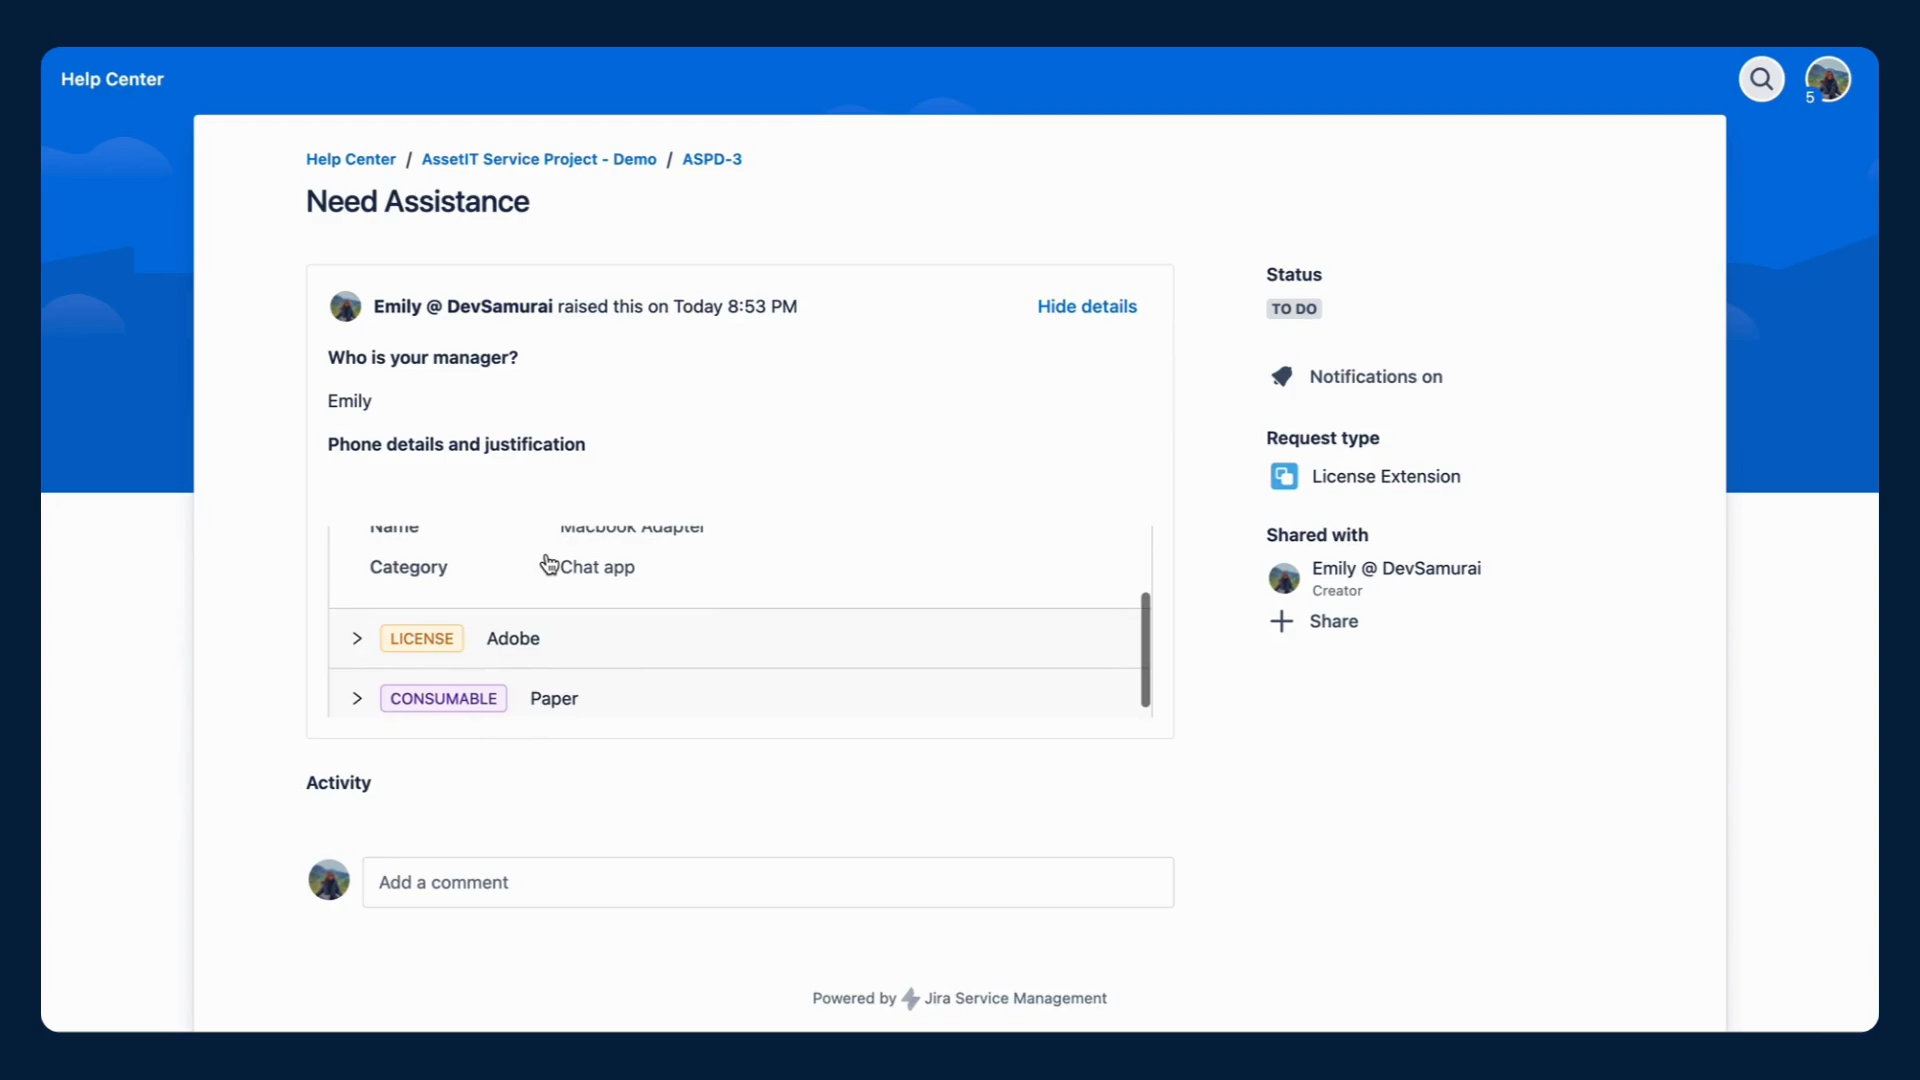 Help Center
5
Help Center / AssetIT Service Project - Demo / ASPD-3
Need Assistance
Emily @ DevSamurai raised this on Today 8:53 PM
Hide details
Who is your manager?
Emily
Phone details and justification
Name Macbook Adapter
Category Chat app
LICENSE Adobe
CONSUMABLE Paper
Activity
Add a comment
Status
TO DO
Notifications on
Request type
License Extension
Shared with
Emily @ DevSamurai
Creator
Share
Powered by Jira Service Management